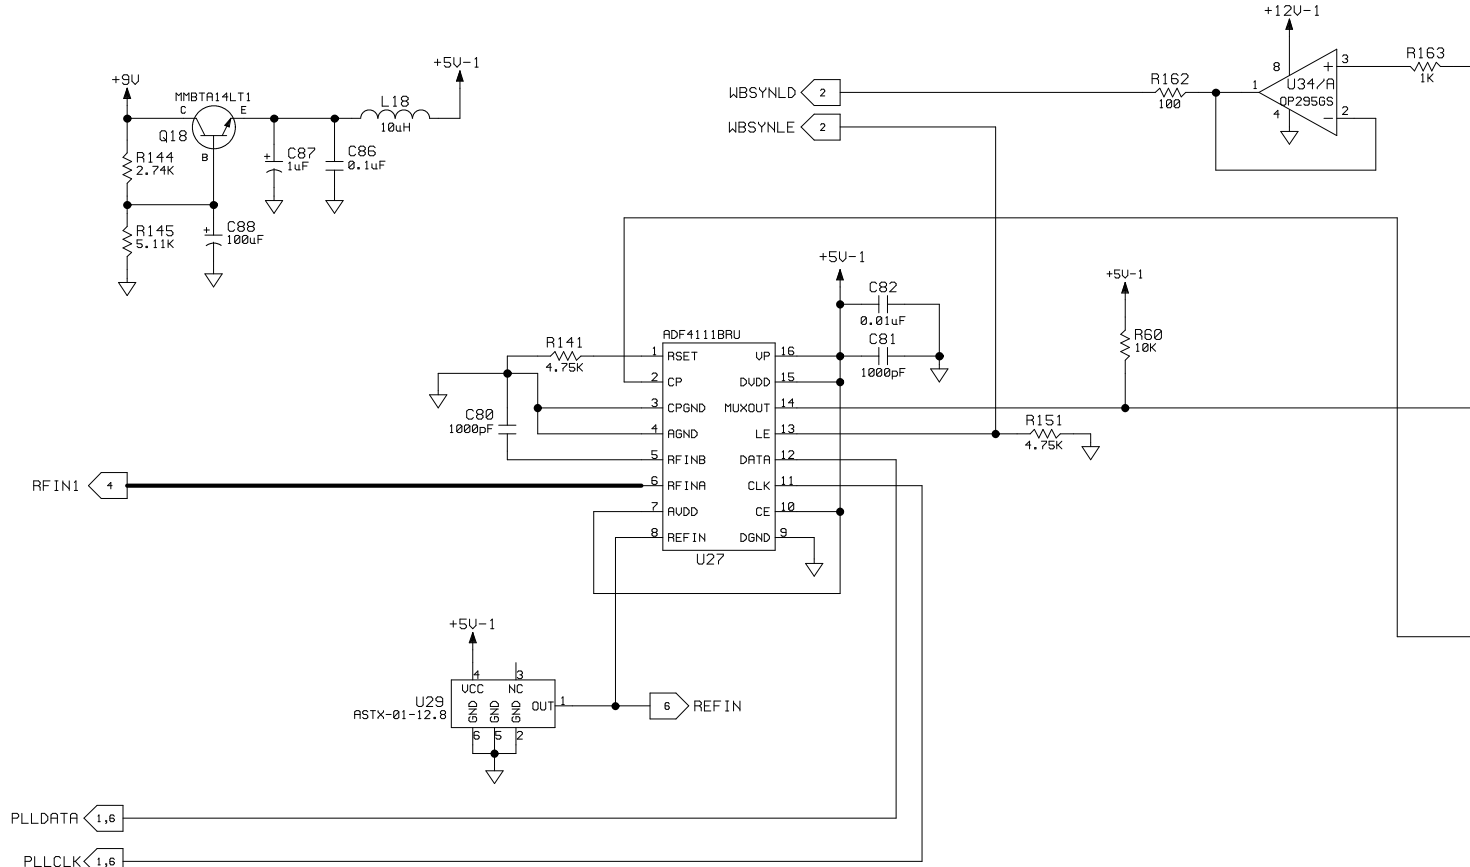 +12V-1
+9V
MMBTA14LT1
C
E
B
Q18
+5V-1
L18
10uH
R144
2.74K
R145
5.11K
C87
1uF
+
C86
0.1uF
C88
100uF
+
WBSYNLD
2
WBSYNLE
2
R162
100
1
8
4
U34/A
OP295GS
+
-
3
2
R163
1K
+5V-1
C82
0.01uF
C81
1000pF
+5V-1
R60
10K
ADF4111BRU
R141
4.75K
C80
1000pF
1 RSET VP 16
2 CP DVDD 15
3 CPGND MUXOUT 14
4 AGND LE 13
5 RFINB DATA 12
6 RFINA CLK 11
7 AVDD CE 10
8 REFIN DGND 9
U27
R151
4.75K
RFIN1
4
+5V-1
4
3
VCC
NC
U29
ASTX-01-12.8
GND
GND
GND
OUT
1
6
5
2
6
REFIN
PLLDATA
1,6
PLLCLK
1,6